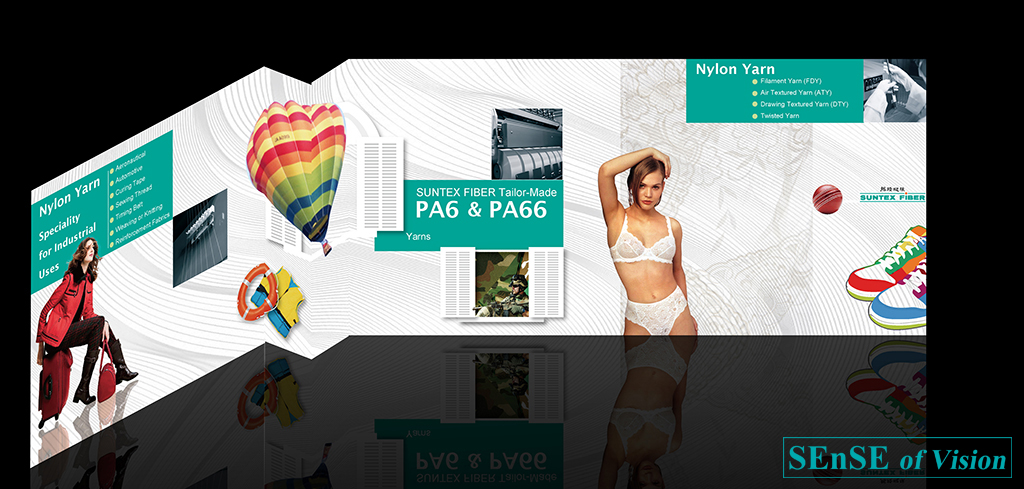 Nylon Yarn
Speciality
for Industrial
Uses
Aeronautical
Automotive
Curing Tape
Sewing Thread
Timing Belt
Weaving or Knitting
Reinforcement Fabrics
SUNTEX FIBER Tailor-Made
PA6 & PA66
Yarns
Nylon Yarn
Filament Yarn (FDY)
Air Textured Yarn (ATY)
Drawing Textured Yarn (DTY)
Twisted Yarn
SUNTEX FIBER
SEnSE of Vision